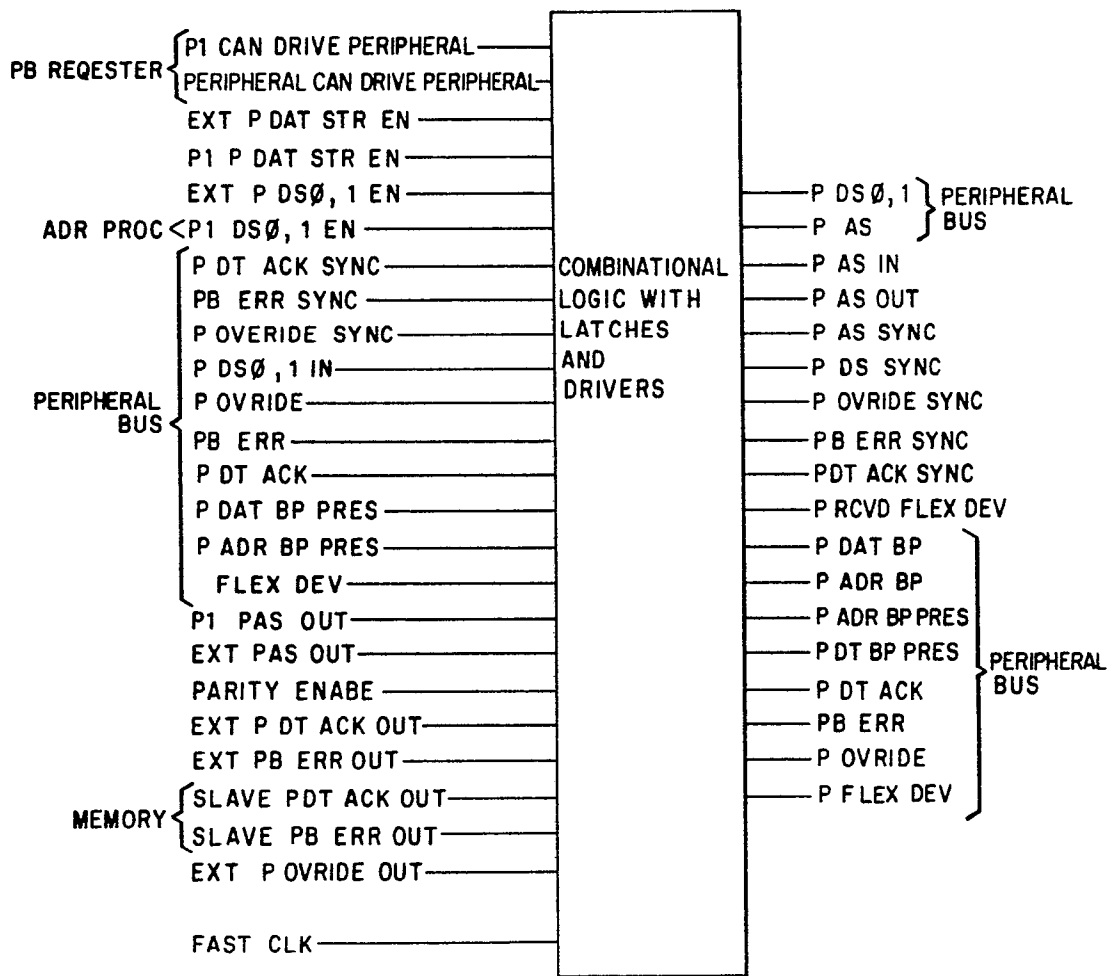 PB REQESTER
P1 CAN DRIVE PERIPHERAL
PERIPHERAL CAN DRIVE PERIPHERAL
EXT P DAT STR EN
P1 P DAT STR EN
EXT P DSØ, 1 EN
ADR PROC
P1 DSØ, 1 EN
PERIPHERAL
BUS
P DT ACK SYNC
PB ERR SYNC
P OVERIDE SYNC
P DSØ, 1 IN
P OVRIDE
PB ERR
P DT ACK
P DAT BP PRES
P ADR BP PRES
FLEX DEV
P1 PAS OUT
EXT PAS OUT
PARITY ENABE
EXT P DT ACK OUT
EXT PB ERR OUT
MEMORY
SLAVE PDT ACK OUT
SLAVE PB ERR OUT
EXT P OVRIDE OUT
FAST CLK
COMBINATIONAL
LOGIC WITH
LATCHES
AND
DRIVERS
P DSØ, 1
P AS
PERIPHERAL
BUS
P AS IN
P AS OUT
P AS SYNC
P DS SYNC
P OVRIDE SYNC
PB ERR SYNC
PDT ACK SYNC
P RCVD FLEX DEV
P DAT BP
P ADR BP
P ADR BP PRES
P DT BP PRES
P DT ACK
PB ERR
P OVRIDE
P FLEX DEV
PERIPHERAL
BUS